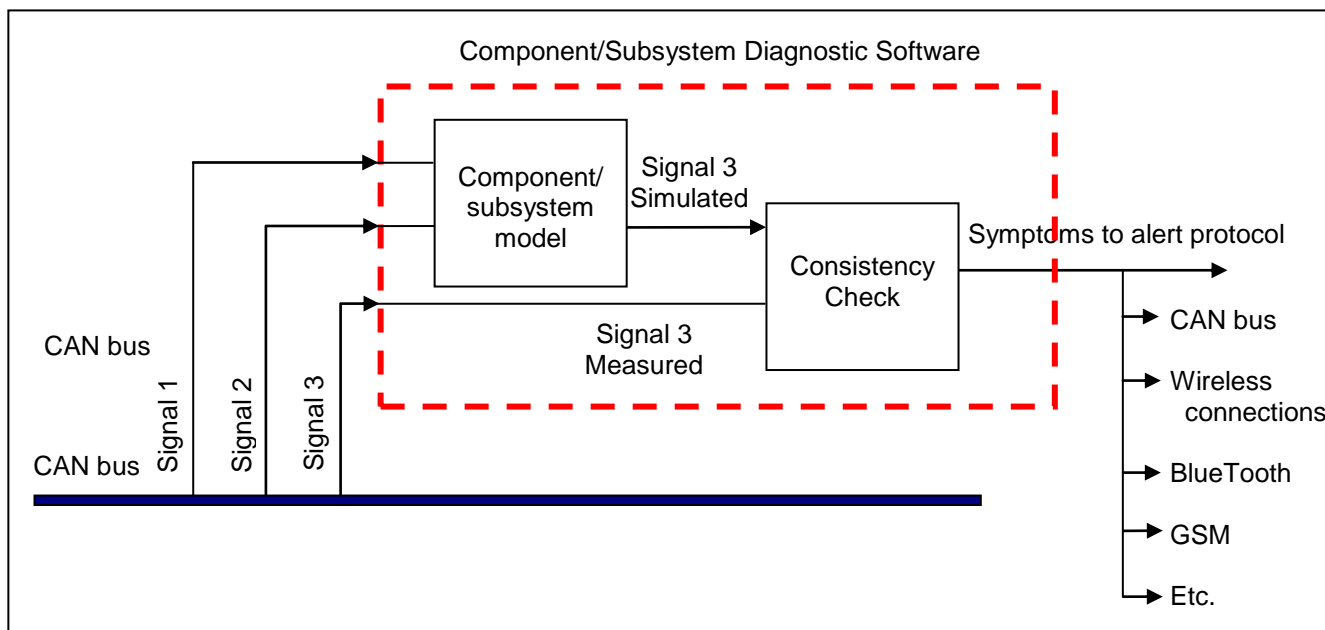 Component/Subsystem Diagnostic Software
Component/
subsystem
model
Signal 3
Simulated
Consistency
Check
Symptoms to alert protocol
Signal 3
Measured
CAN bus
CAN bus
Signal 1
Signal 2
Signal 3
CAN bus
Wireless
connections
BlueTooth
GSM
Etc.